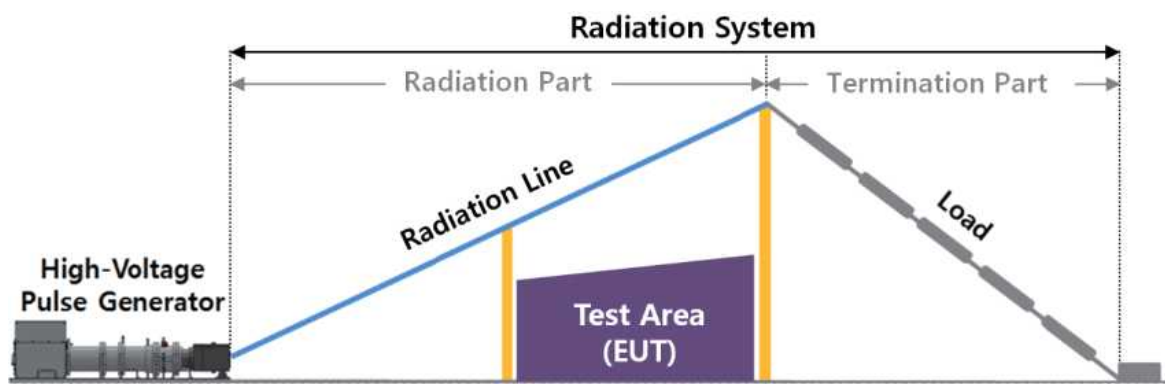 Radiation System
Radiation Part
Termination Part
Radiation Line
Load
High-Voltage
Pulse Generator
Test Area
(EUT)